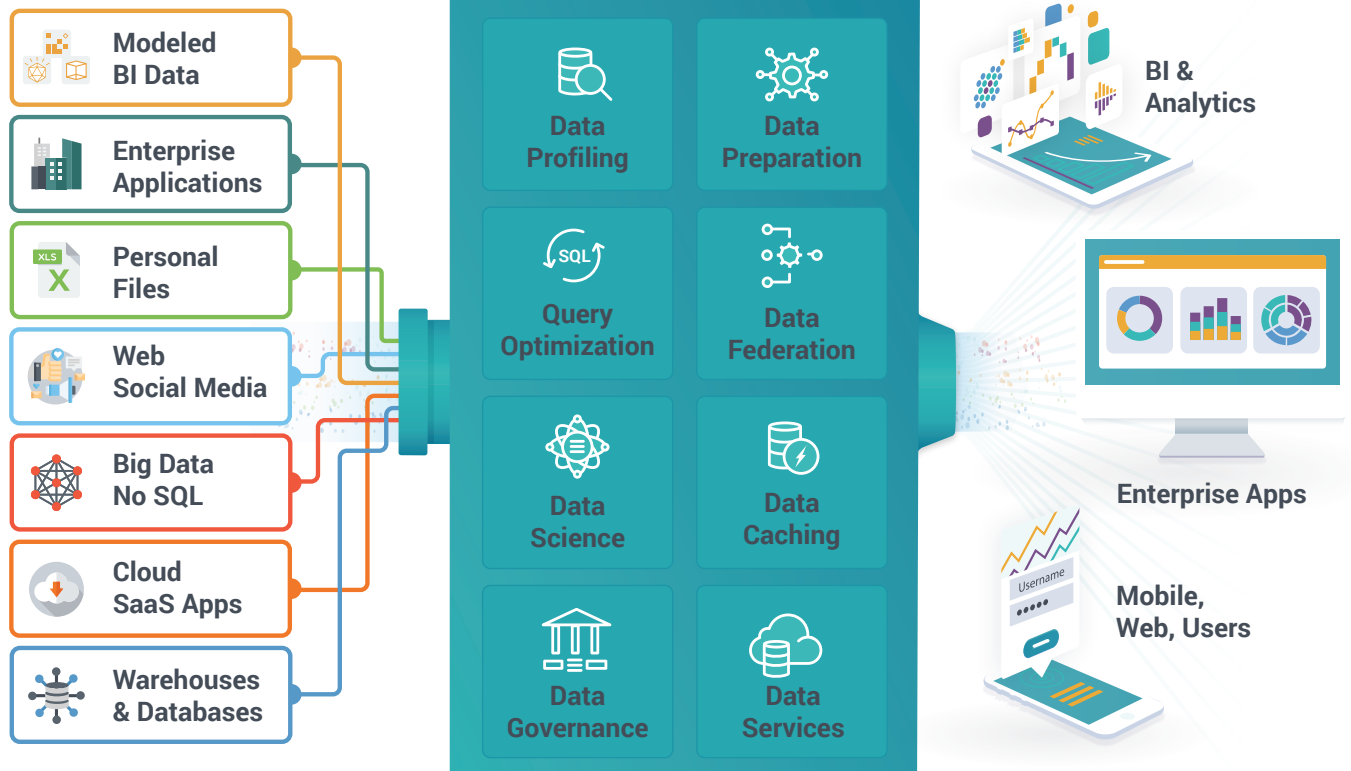 Modeled
BI Data
Enterprise
Applications
XLS
X
Personal
Files
Web
Social Media
Big Data
No SQL
Cloud
SaaS Apps
Warehouses
& Databases
Data
Profiling
Data
Preparation
SQL
Query
Optimization
Data
Federation
Data
Science
Data
Caching
Data
Governance
Data
Services
BI &
Analytics
Enterprise Apps
Username
Mobile,
Web, Users